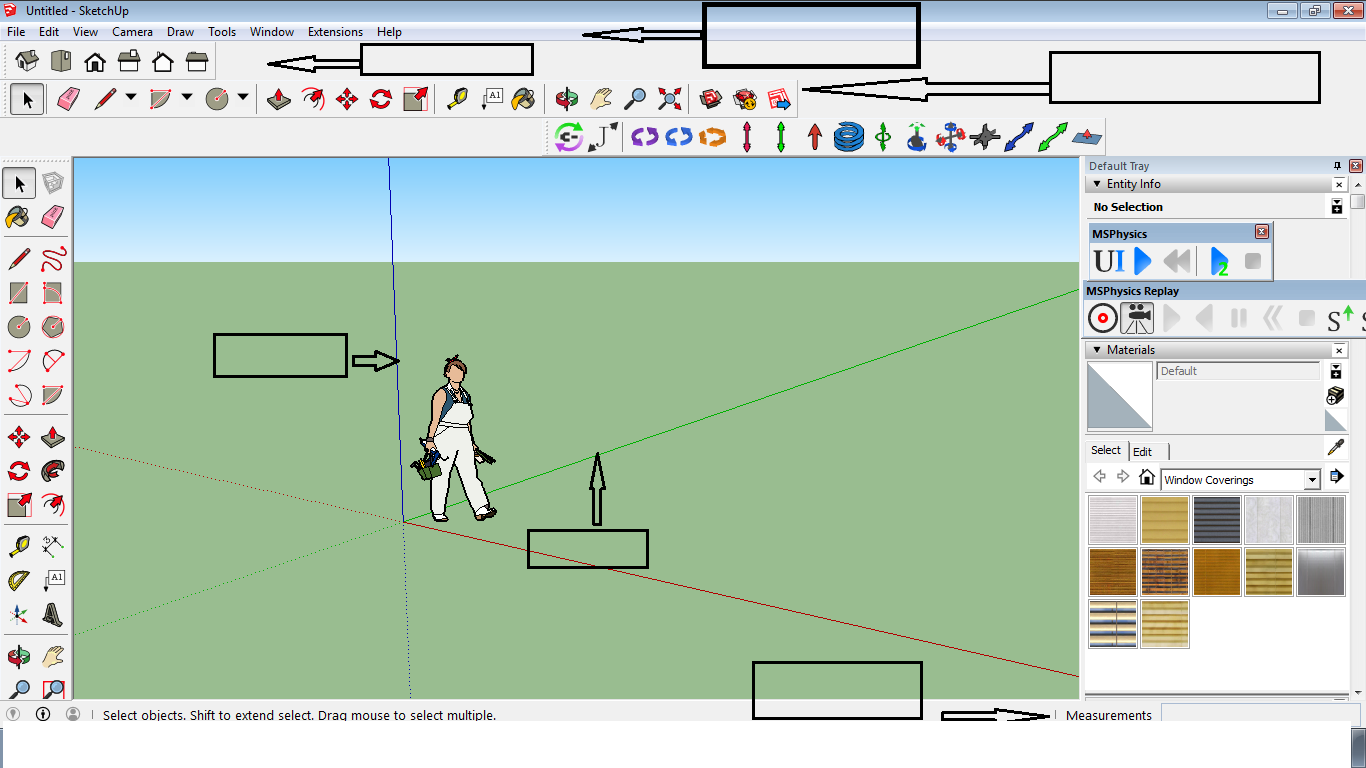 Untitled - SketchUp
File Edit View Camera Draw Tools Window Extensions Help
A1
Default Tray
Entity Info
No Selection
MSPhysics
UI 2
MSPhysics Replay
S S
Materials
Default
Select Edit
Window Coverings
A1
Select objects. Shift to extend select. Drag mouse to select multiple.
Measurements